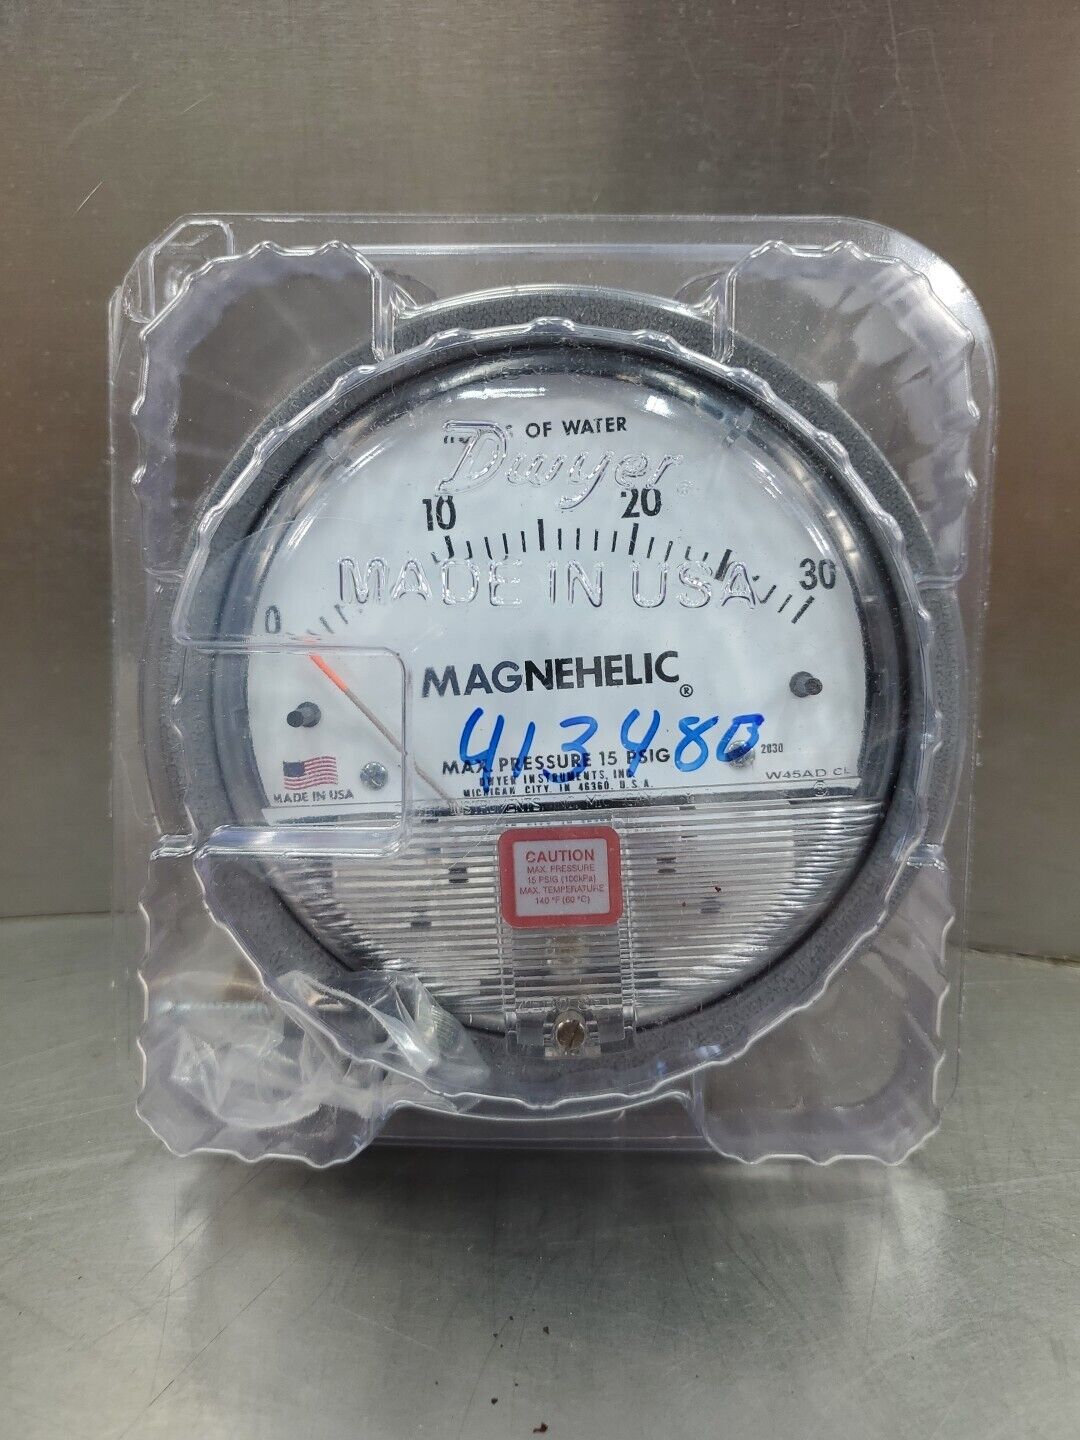 OF WATER
Dwyer®
10 20
MADE IN USA
0 30
MAGNEHELIC®
413480
MAX. PRESSURE 15 PSIG
2030
DWYER INSTRUMENTS, INC.
W45AD CL
MICHIGAN CITY, IN 46360, U.S.A.
MADE IN USA
CAUTION
MAX. PRESSURE
15 PSIG (100kPa)
MAX. TEMPERATURE
140 °F (60 °C)